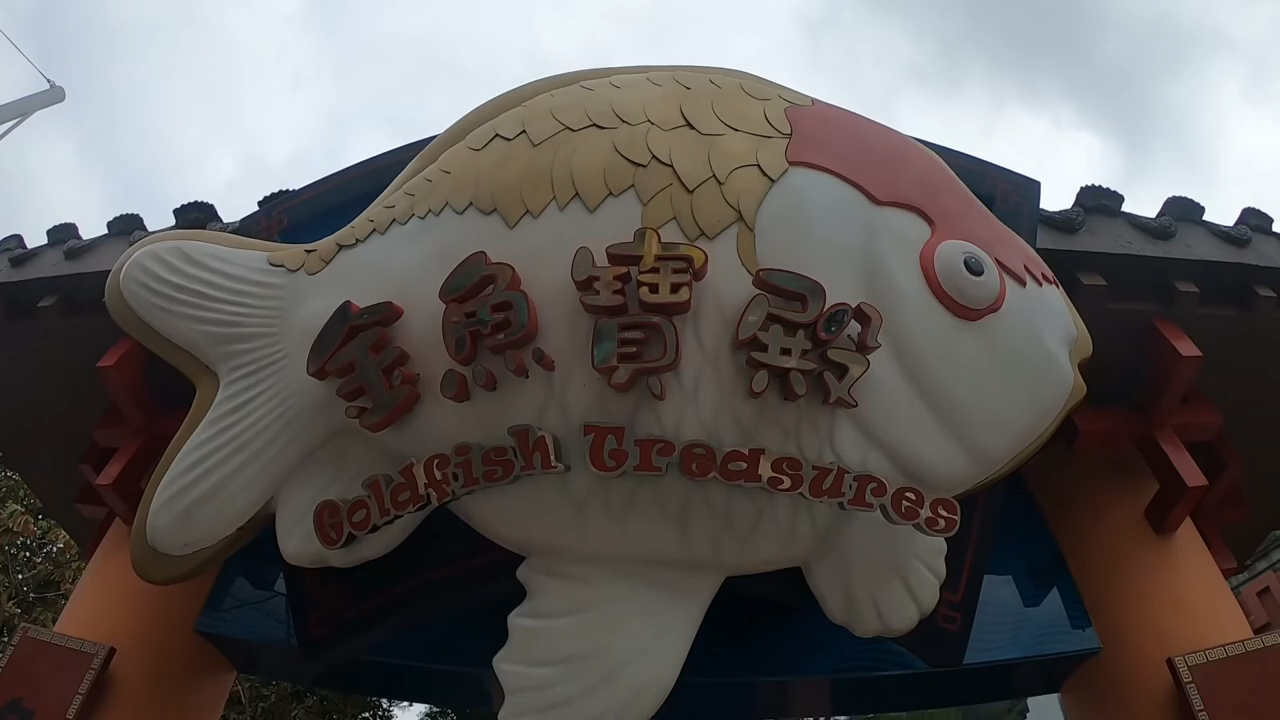 金魚寶殿
Goldfish Treasures